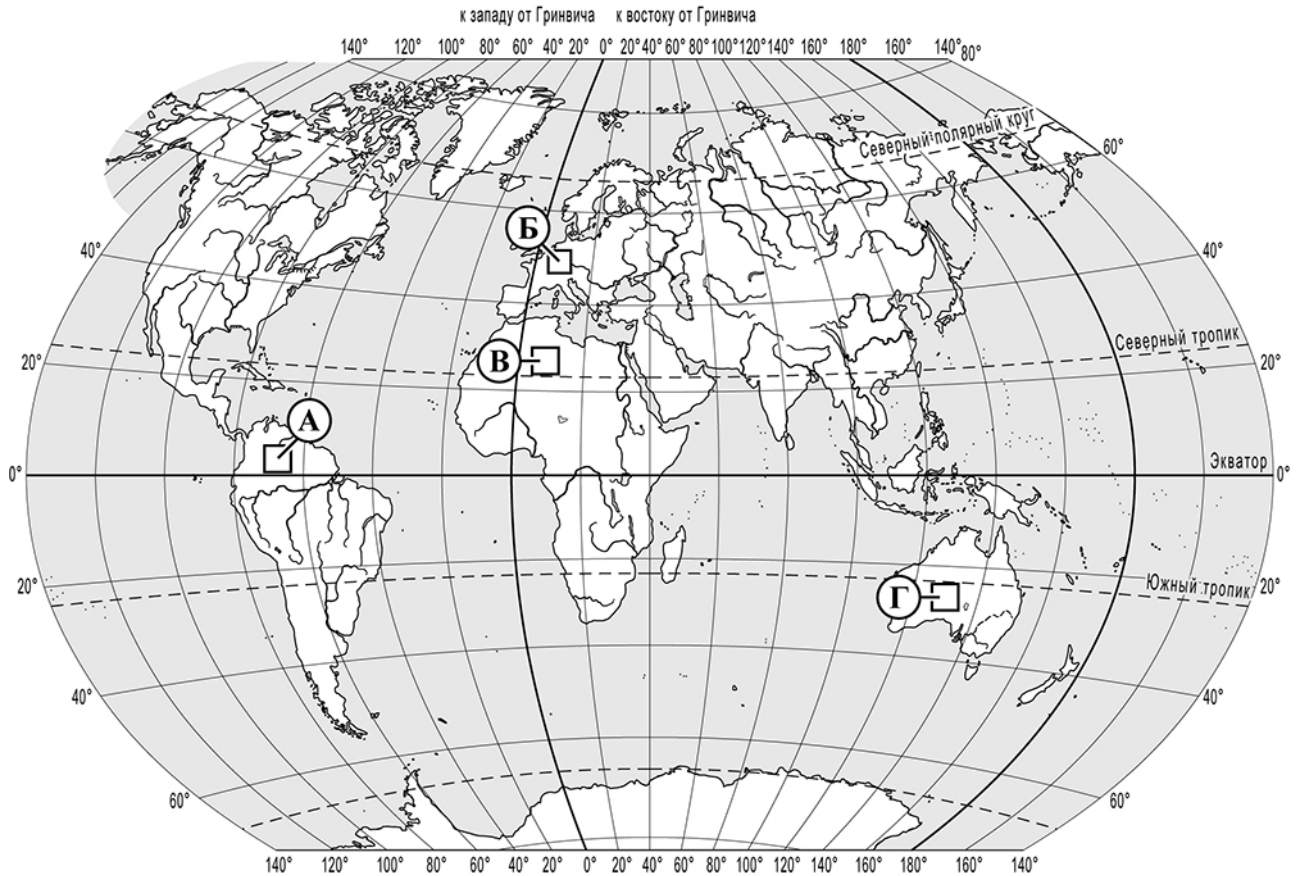 к западу от Гринвича к востоку от Гринвича
140° 120° 100° 80° 60° 40° 20° 0° 20° 40° 60° 80° 100° 120° 140° 160° 180° 160° 140° 80°
Северный полярный круг
60°
Б
40° 40°
Северный тропик
В
20° 20°
А
Экватор
0° 0°
20° Южный тропик 20°
Г
40° 40°
60° 60°
140° 120° 100° 80° 60° 40° 20° 0° 20° 40° 60° 80° 100° 120° 140° 160° 180° 160° 140°